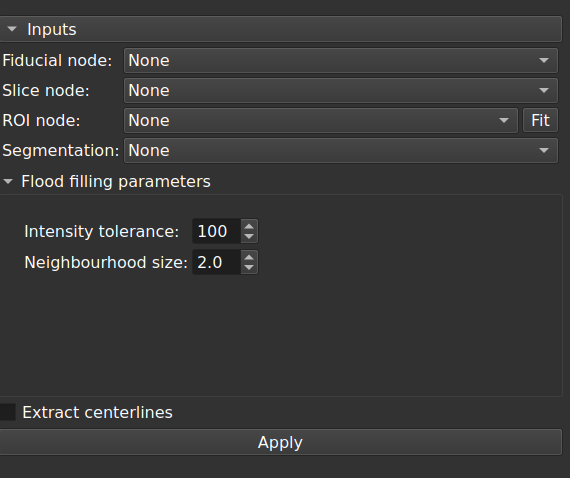 Inputs
Fiducial node: None
Slice node: None
ROI node: None Fit
Segmentation: None
Flood filling parameters
Intensity tolerance: 100
Neighbourhood size: 2.0
Extract centerlines
Apply